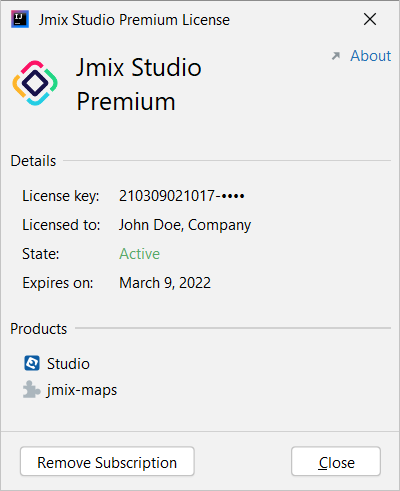 Jmix Studio Premium License
About
Jmix Studio
Premium
Details
License key: 210309021017-••••
Licensed to: John Doe, Company
State: Active
Expires on: March 9, 2022
Products
Studio
jmix-maps
Remove Subscription Close